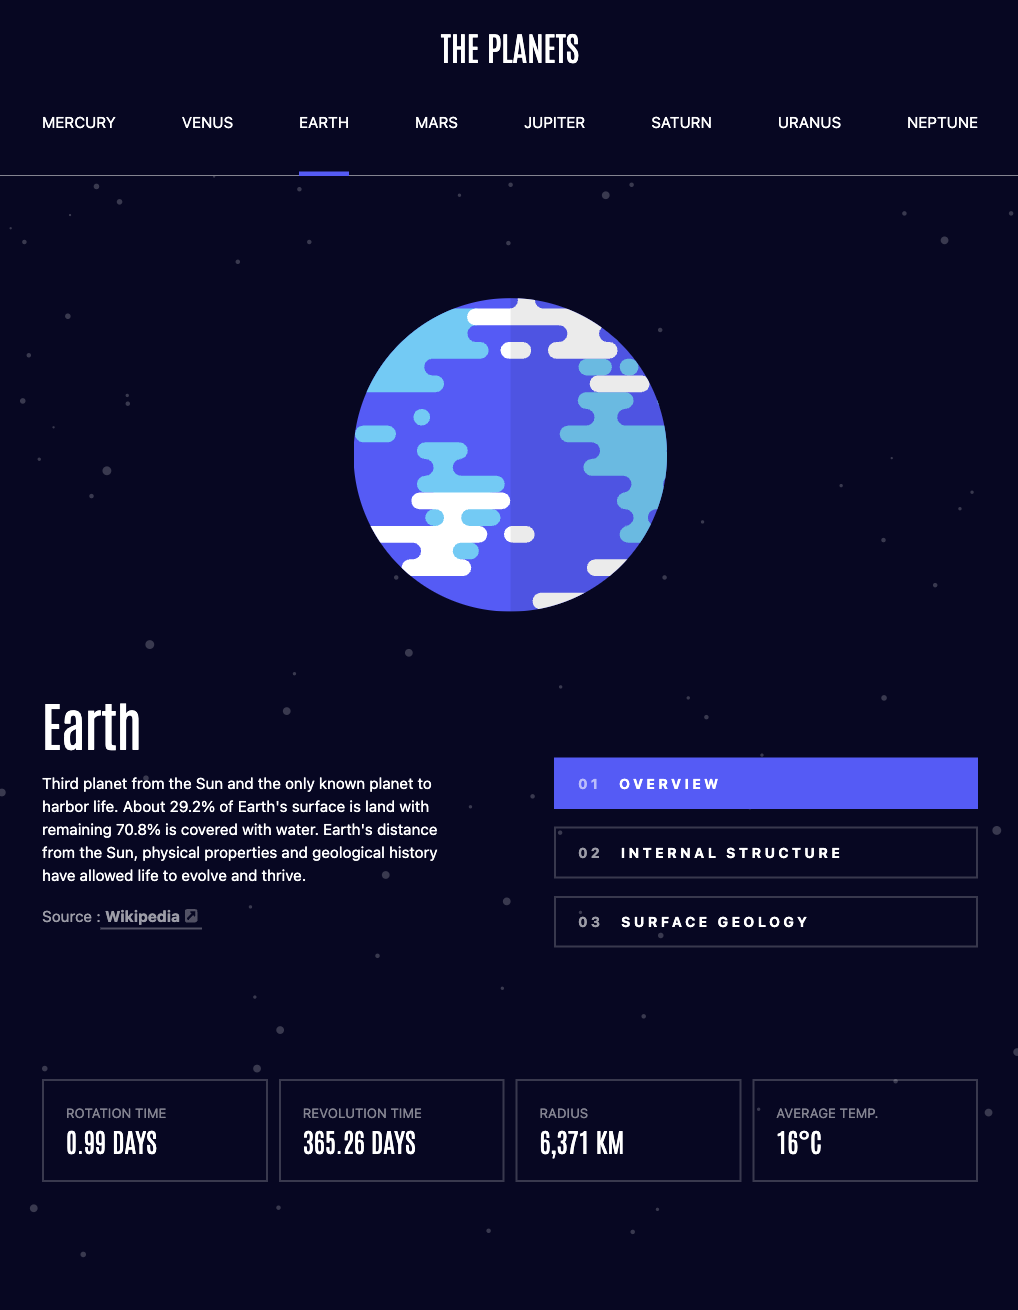 THE PLANETS
MERCURY VENUS EARTH MARS JUPITER SATURN URANUS NEPTUNE
Earth
Third planet from the Sun and the only known planet to
harbor life. About 29.2% of Earth's surface is land with
remaining 70.8% is covered with water. Earth's distance
from the Sun, physical properties and geological history
have allowed life to evolve and thrive.
Source : Wikipedia
01 OVERVIEW
02 INTERNAL STRUCTURE
03 SURFACE GEOLOGY
ROTATION TIME
0.99 DAYS
REVOLUTION TIME
365.26 DAYS
RADIUS
6,371 KM
AVERAGE TEMP.
16°C